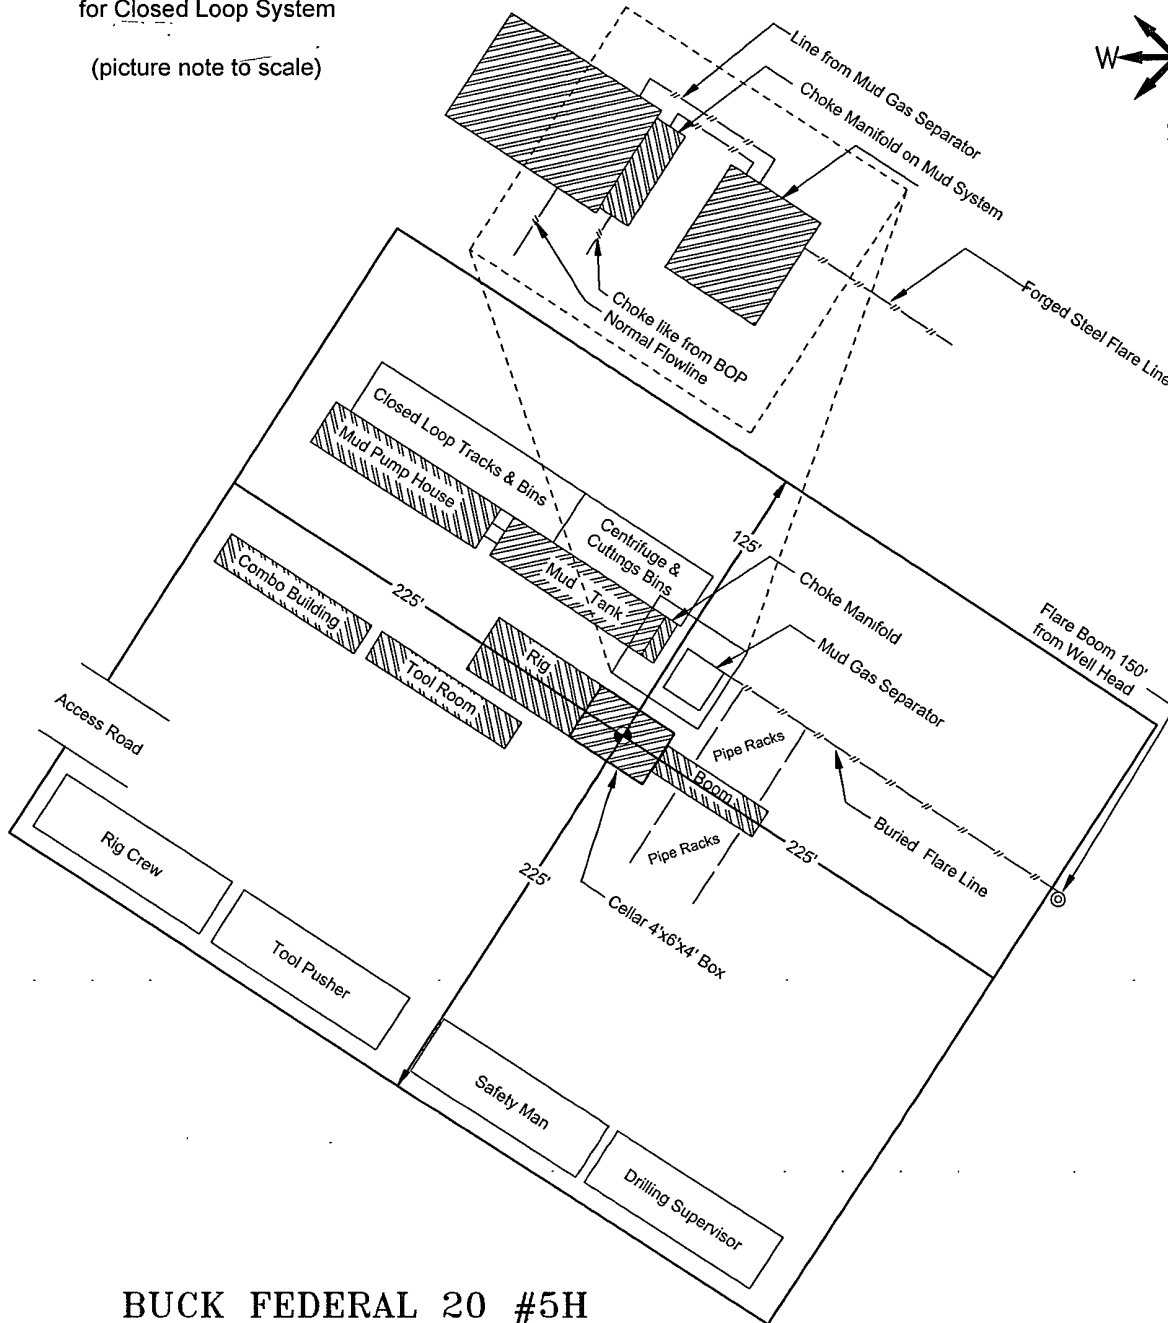 for Closed Loop System
(picture note to scale)
W
Line from Mud Gas Separator
Choke Manifold on Mud System
Forged Steel Flare Line
Choke like from BOP
Normal Flowline
Closed Loop Tracks & Bins
Mud Pump House
Centrifuge &
Cuttings Bins
Mud Tank
125'
Choke Manifold
Mud Gas Separator
Flare Boom 150'
from Well Head
225'
Combo Building
Tool Room
Rig
Access Road
Pipe Racks
Boom
Pipe Racks
225'
Buried Flare Line
225'
Cellar 4'x6'x4' Box
Rig Crew
Tool Pusher
Safety Man
Drilling Supervisor
BUCK FEDERAL 20 #5H